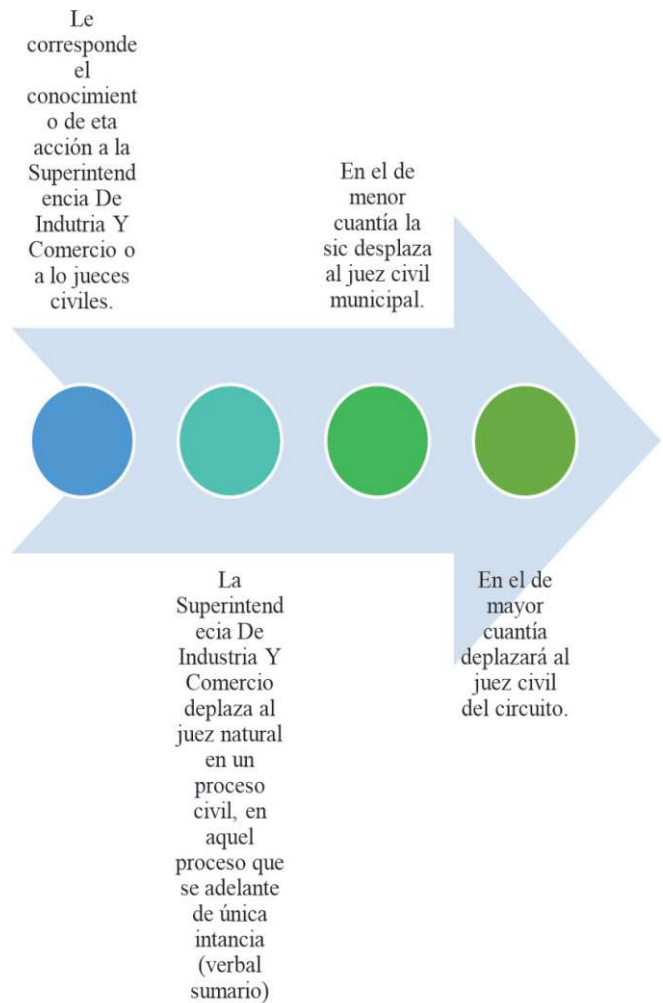 Le
corresponde
el
conocimient
o de eta
acción a la
Superintend
encia De
Indutria Y
Comercio o
a lo jueces
civiles.
La
Superintend
ecia De
Industria Y
Comercio
deplaza al
juez natural
en un
proceso
civil, en
aquel
proceso que
se adelante
de única
intancia
(verbal
sumario)
En el de
menor
cuantía la
sic desplaza
al juez civil
municipal.
En el de
mayor
cuantía
deplazará al
juez civil
del circuito.